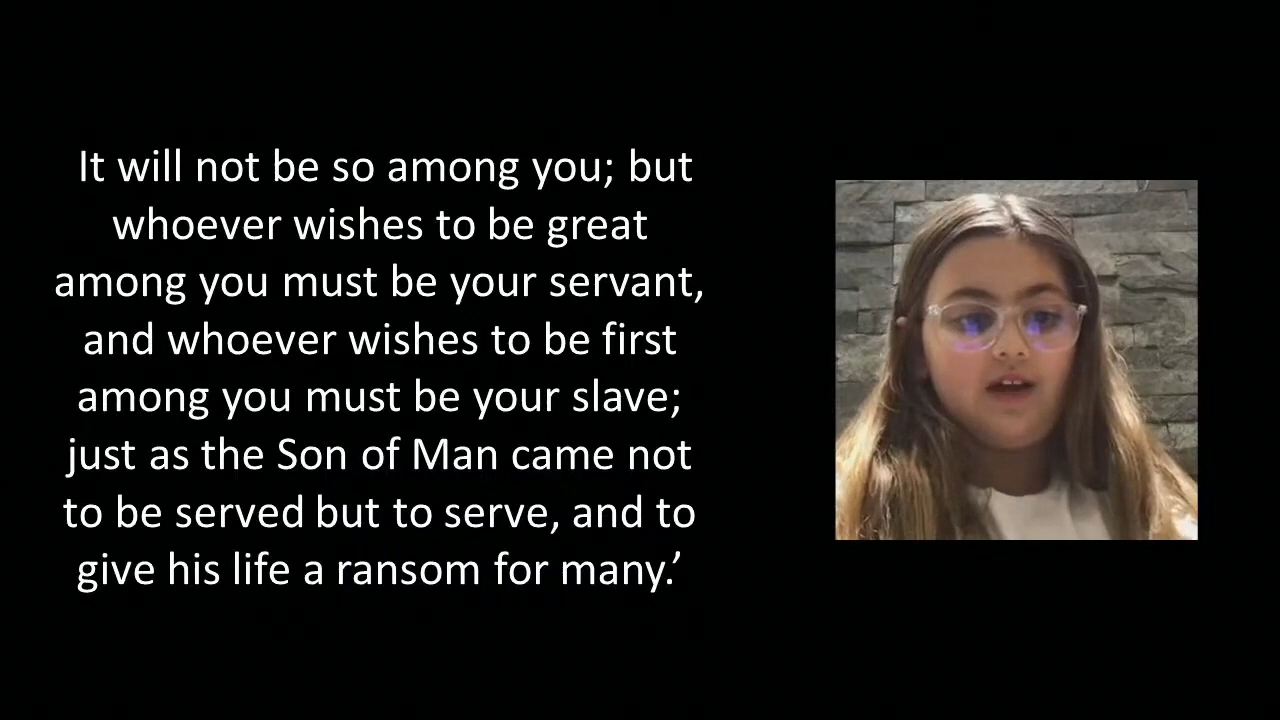 It will not be so among you; but
whoever wishes to be great
among you must be your servant,
and whoever wishes to be first
among you must be your slave;
just as the Son of Man came not
to be served but to serve, and to
give his life a ransom for many.’